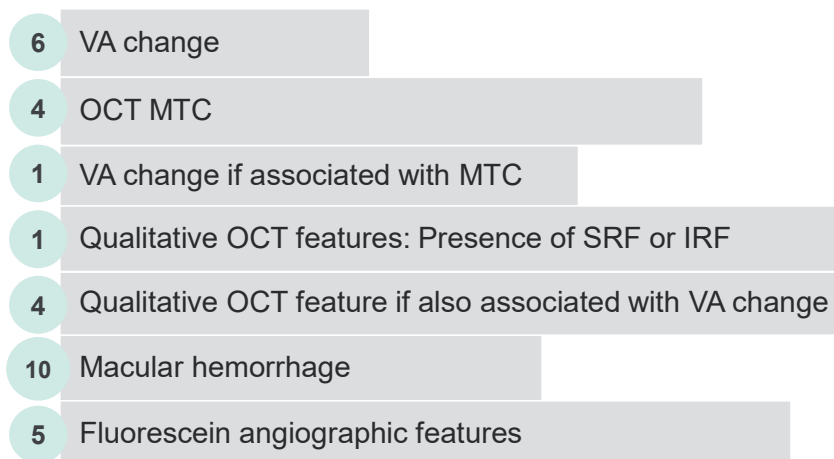 6 VA change
4 OCT MTC
1 VA change if associated with MTC
1 Qualitative OCT features: Presence of SRF or IRF
4 Qualitative OCT feature if also associated with VA change
10 Macular hemorrhage
5 Fluorescein angiographic features